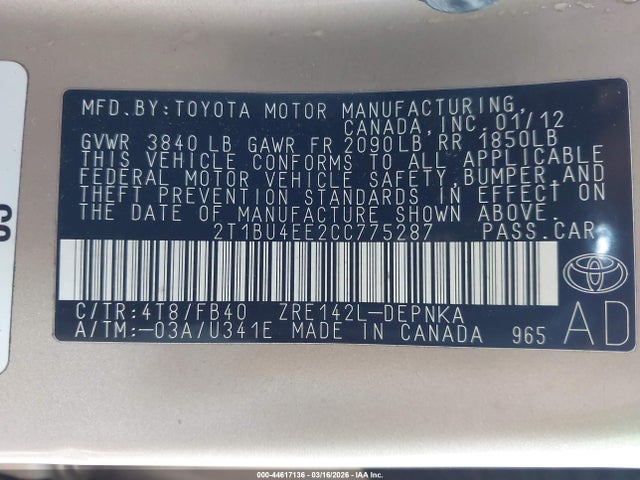 MFD.BY:TOYOTA MOTOR MANUFACTURING,
CANADA,INC. 01/12
GVWR 3840 LB GAWR FR 2090LB RR 1850LB
THIS VEHICLE CONFORMS TO ALL APPLICABLE
FEDERAL MOTOR VEHICLE SAFETY,BUMPER,AND
THEFT PREVENTION STANDARDS IN EFFECT ON
THE DATE OF MANUFACTURE SHOWN ABOVE.
2T1BU4EE2CC775287 PASS.CAR
C/TR:4T8/FB40 ZRE142L-DEPNKA
A/TM:-03A/U341E MADE IN CANADA 965
AD
000-44617136 - 03/16/2026 - IAA Inc.